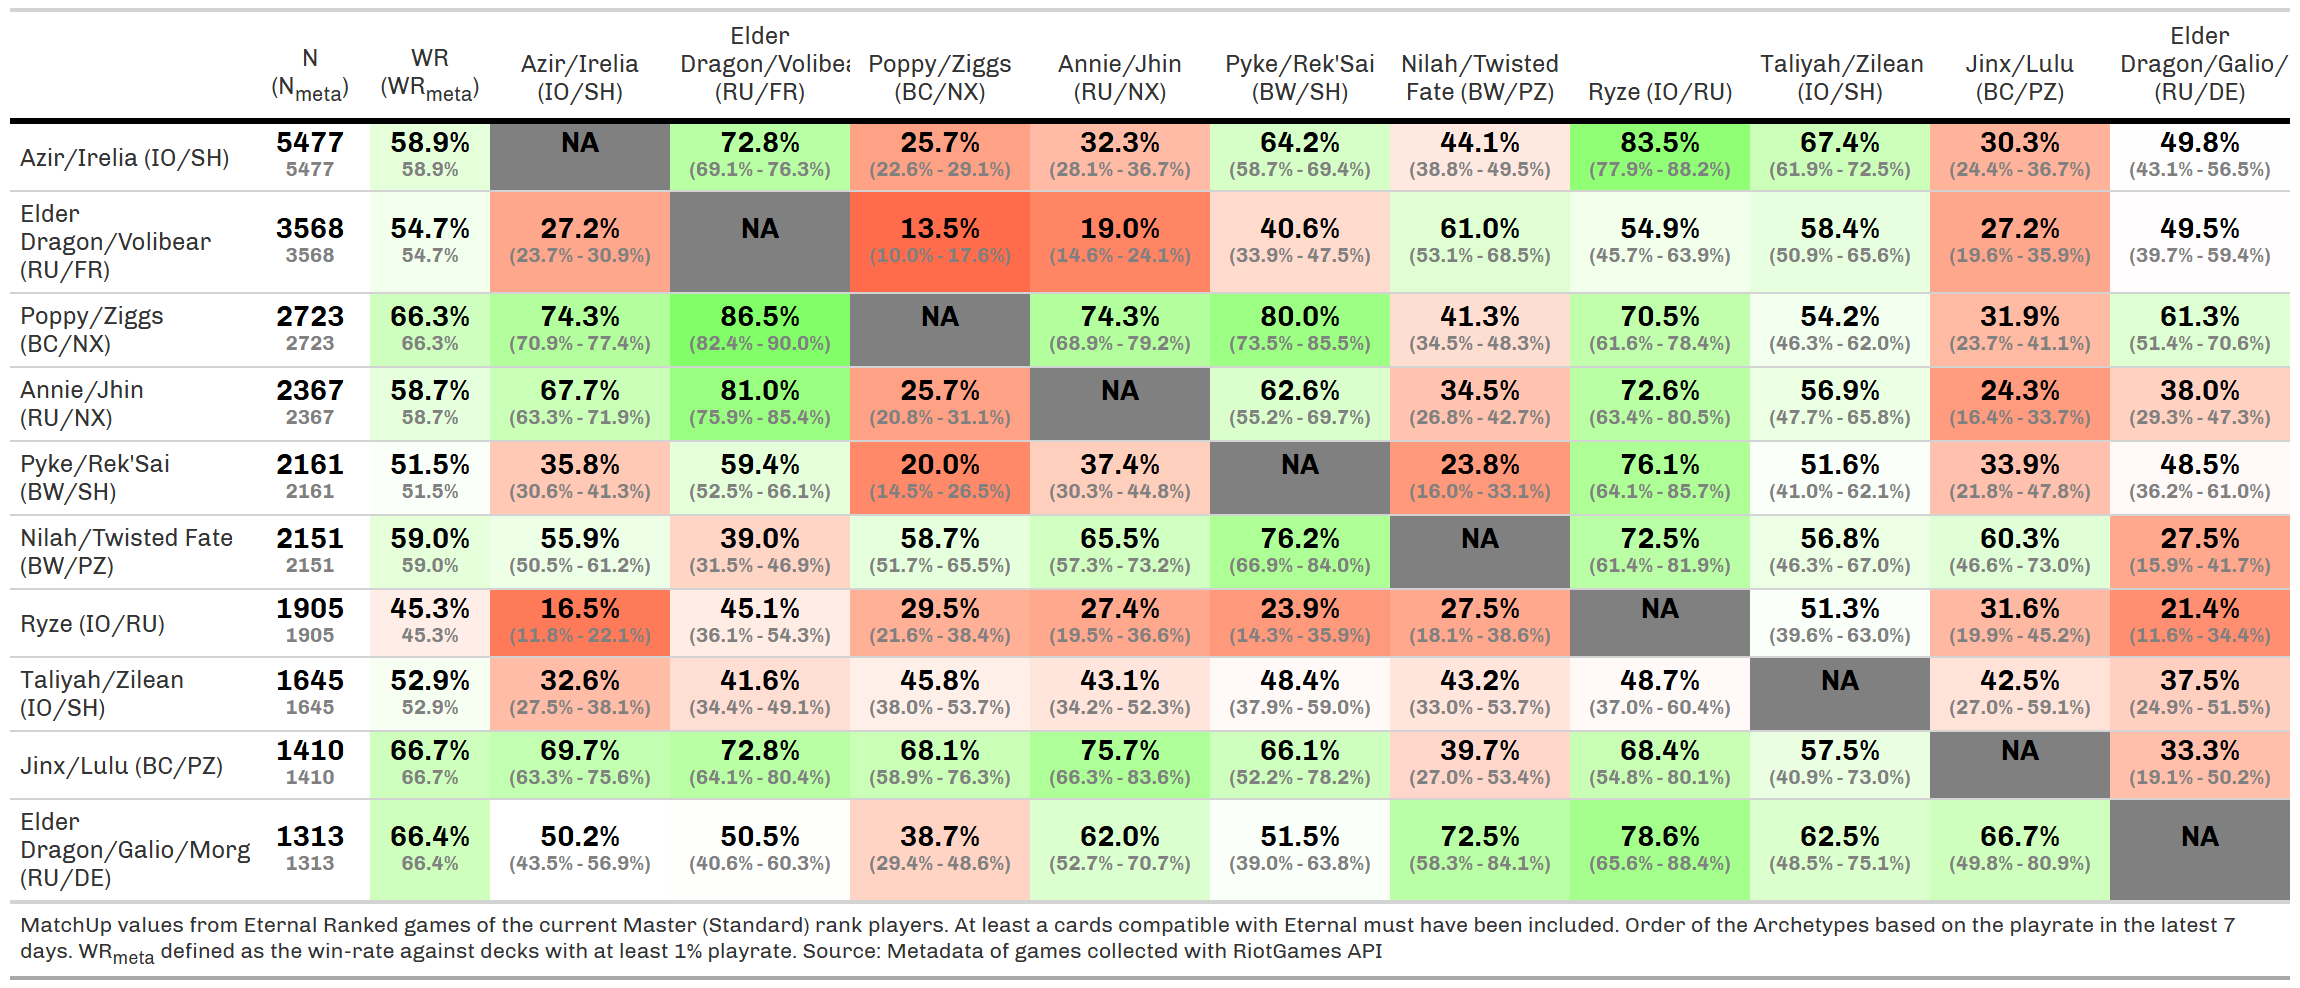 N (Nmeta) WR (WRmeta) Azir/Irelia (IO/SH) Elder Dragon/Volibea (RU/FR) Poppy/Ziggs (BC/NX) Annie/Jhin (RU/NX) Pyke/Rek'Sai (BW/SH) Nilah/Twisted Fate (BW/PZ) Ryze (IO/RU) Taliyah/Zilean (IO/SH) Jinx/Lulu (BC/PZ) Elder Dragon/Galio/ (RU/DE)
Azir/Irelia (IO/SH) 5477 58.9% NA 72.8% 25.7% 32.3% 64.2% 44.1% 83.5% 67.4% 30.3% 49.8%
5477 58.9% (69.1% - 76.3%) (22.6% - 29.1%) (28.1% - 36.7%) (58.7% - 69.4%) (38.8% - 49.5%) (77.9% - 88.2%) (61.9% - 72.5%) (24.4% - 36.7%) (43.1% - 56.5%)
Elder Dragon/Volibear (RU/FR) 3568 54.7% 27.2% NA 13.5% 19.0% 40.6% 61.0% 54.9% 58.4% 27.2% 49.5%
3568 54.7% (23.7% - 30.9%) (10.0% - 17.6%) (14.6% - 24.1%) (33.9% - 47.5%) (53.1% - 68.5%) (45.7% - 63.9%) (50.9% - 65.6%) (19.6% - 35.9%) (39.7% - 59.4%)
Poppy/Ziggs (BC/NX) 2723 66.3% 74.3% 86.5% NA 74.3% 80.0% 41.3% 70.5% 54.2% 31.9% 61.3%
2723 66.3% (70.9% - 77.4%) (82.4% - 90.0%) (68.9% - 79.2%) (73.5% - 85.5%) (34.5% - 48.3%) (61.6% - 78.4%) (46.3% - 62.0%) (23.7% - 41.1%) (51.4% - 70.6%)
Annie/Jhin (RU/NX) 2367 58.7% 67.7% 81.0% 25.7% NA 62.6% 34.5% 72.6% 56.9% 24.3% 38.0%
2367 58.7% (63.3% - 71.9%) (75.9% - 85.4%) (20.8% - 31.1%) (55.2% - 69.7%) (26.8% - 42.7%) (63.4% - 80.5%) (47.7% - 65.8%) (16.4% - 33.7%) (29.3% - 47.3%)
Pyke/Rek'Sai (BW/SH) 2161 51.5% 35.8% 59.4% 20.0% 37.4% NA 23.8% 76.1% 51.6% 33.9% 48.5%
2161 51.5% (30.6% - 41.3%) (52.5% - 66.1%) (14.5% - 26.5%) (30.3% - 44.8%) (16.0% - 33.1%) (64.1% - 85.7%) (41.0% - 62.1%) (21.8% - 47.8%) (36.2% - 61.0%)
Nilah/Twisted Fate (BW/PZ) 2151 59.0% 55.9% 39.0% 58.7% 65.5% 76.2% NA 72.5% 56.8% 60.3% 27.5%
2151 59.0% (50.5% - 61.2%) (31.5% - 46.9%) (51.7% - 65.5%) (57.3% - 73.2%) (66.9% - 84.0%) (61.4% - 81.9%) (46.3% - 67.0%) (46.6% - 73.0%) (15.9% - 41.7%)
Ryze (IO/RU) 1905 45.3% 16.5% 45.1% 29.5% 27.4% 23.9% 27.5% NA 51.3% 31.6% 21.4%
1905 45.3% (11.8% - 22.1%) (36.1% - 54.3%) (21.6% - 38.4%) (19.5% - 36.6%) (14.3% - 35.9%) (18.1% - 38.6%) (39.6% - 63.0%) (19.9% - 45.2%) (11.6% - 34.4%)
Taliyah/Zilean (IO/SH) 1645 52.9% 32.6% 41.6% 45.8% 43.1% 48.4% 43.2% 48.7% NA 42.5% 37.5%
1645 52.9% (27.5% - 38.1%) (34.4% - 49.1%) (38.0% - 53.7%) (34.2% - 52.3%) (37.9% - 59.0%) (33.0% - 53.7%) (37.0% - 60.4%) (27.0% - 59.1%) (24.9% - 51.5%)
Jinx/Lulu (BC/PZ) 1410 66.7% 69.7% 72.8% 68.1% 75.7% 66.1% 39.7% 68.4% 57.5% NA 33.3%
1410 66.7% (63.3% - 75.6%) (64.1% - 80.4%) (58.9% - 76.3%) (66.3% - 83.6%) (52.2% - 78.2%) (27.0% - 53.4%) (54.8% - 80.1%) (40.9% - 73.0%) (19.1% - 50.2%)
Elder Dragon/Galio/Morg (RU/DE) 1313 66.4% 50.2% 50.5% 38.7% 62.0% 51.5% 72.5% 78.6% 62.5% 66.7% NA
1313 66.4% (43.5% - 56.9%) (40.6% - 60.3%) (29.4% - 48.6%) (52.7% - 70.7%) (39.0% - 63.8%) (58.3% - 84.1%) (65.6% - 88.4%) (48.5% - 75.1%) (49.8% - 80.9%)
MatchUp values from Eternal Ranked games of the current Master (Standard) rank players. At least a cards compatible with Eternal must have been included. Order of the Archetypes based on the playrate in the latest 7
days. WRmeta defined as the win-rate against decks with at least 1% playrate. Source: Metadata of games collected with RiotGames API